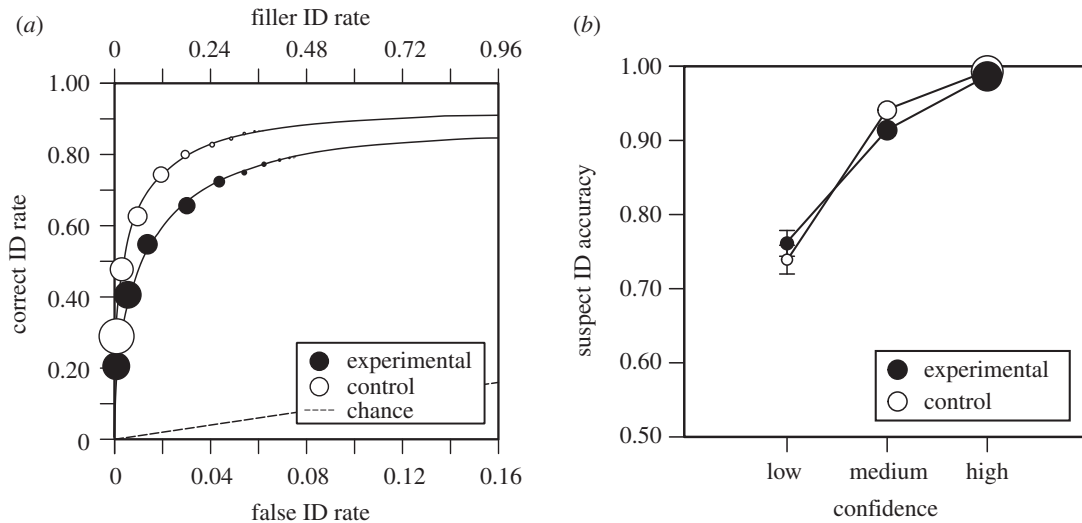 (a)
filler ID rate
0 0.24 0.48 0.72 0.96
1.00
0.80
0.60
0.40
0.20
0
correct ID rate
experimental
control
chance
0 0.04 0.08 0.12 0.16
false ID rate
(b)
1.00
0.90
0.80
0.70
0.60
0.50
suspect ID accuracy
experimental
control
low medium high
confidence